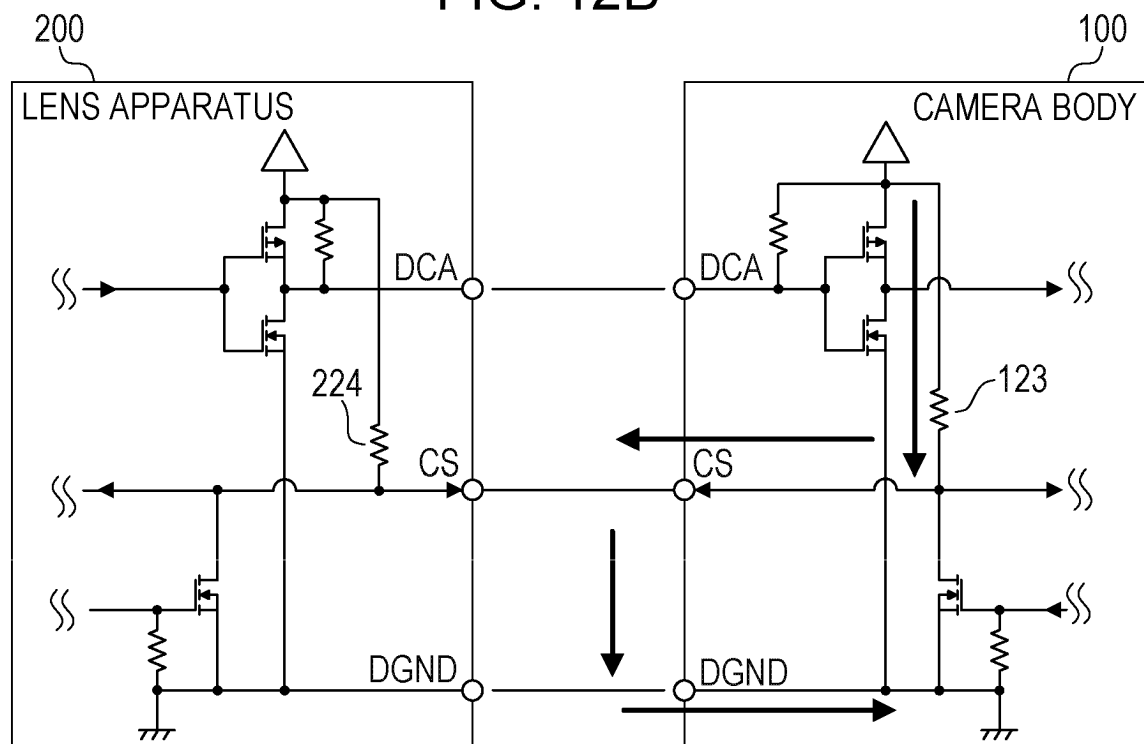 FIG. 12B
200
100
LENS APPARATUS
CAMERA BODY
DCA
DCA
224
123
CS
CS
DGND
DGND